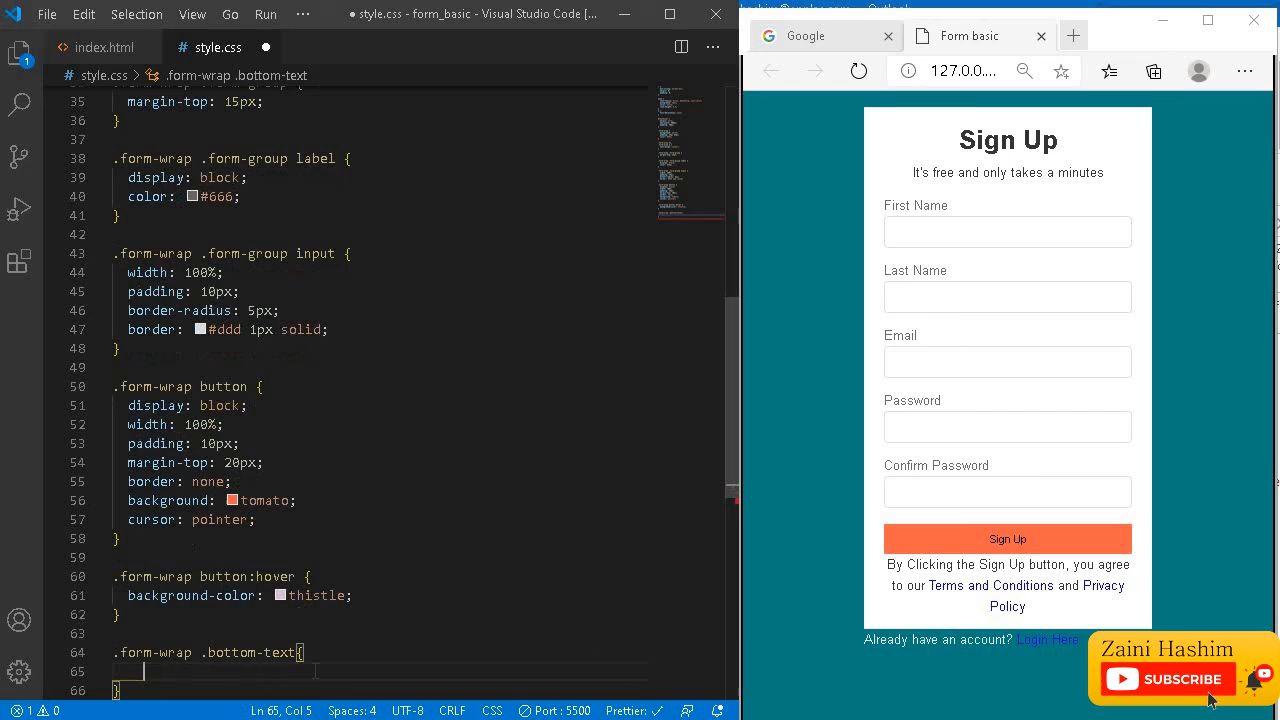 File Edit Selection View Go Run ... ● style.css - form basic - Visual Studio...
index.html # style.css
style.css > .form-wrap .bottom-text
35 margin-top: 15px;
36 }
37
38 .form-wrap .form-group label {
39 display: block;
40 color: #666;
41 }
42
43 .form-wrap .form-group input {
44 width: 100%;
45 padding: 10px;
46 border-radius: 5px;
47 border: #ddd 1px solid;
48 }
49
50 .form-wrap button {
51 display: block;
52 width: 100%;
53 padding: 10px;
54 margin-top: 20px;
55 border: none;
56 background: tomato;
57 cursor: pointer;
58 }
59
60 .form-wrap button:hover {
61 background-color: thistle;
62 }
63
64 .form-wrap .bottom-text{
65
66 }
1 0 Ln 65, Col 5 Spaces: 4 UTF-8 CRLF CSS Port : 5500 Prettier: ✓
Google
Form basic
127.0.0....
Sign Up
It's free and only takes a minutes
First Name
Last Name
Email
Password
Confirm Password
Sign Up
By Clicking the Sign Up button, you agree
to our Terms and Conditions and Privacy
Policy
Already have an account? Login Here
Zaini Hashim
SUBSCRIBE